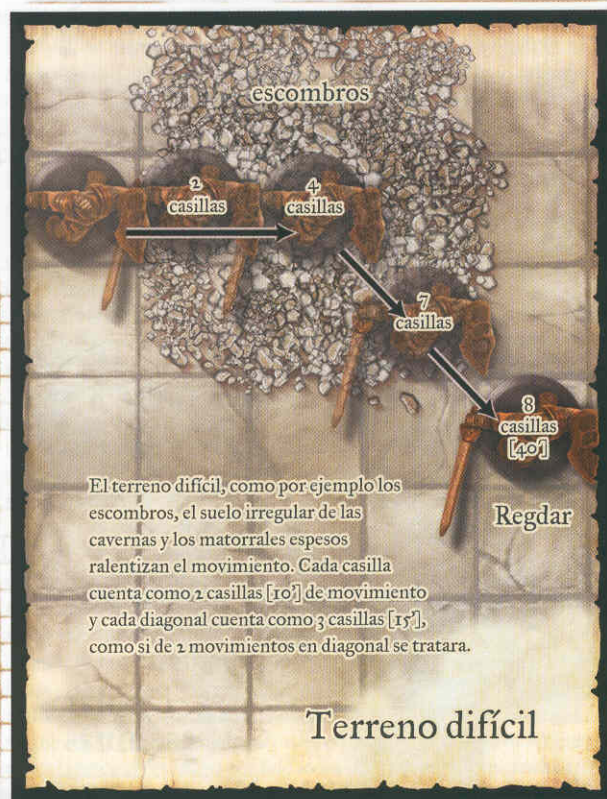 escombros
2
casillas
4
casillas
7
casillas
8
casillas
[40']
Regdar
El terreno difícil, como por ejemplo los
escombros, el suelo irregular de las
cavernas y los matorrales espesos
ralentizan el movimiento. Cada casilla
cuenta como 2 casillas [10'] de movimiento
y cada diagonal cuenta como 3 casillas [15'],
como si de 2 movimientos en diagonal se tratara.
Terreno difícil